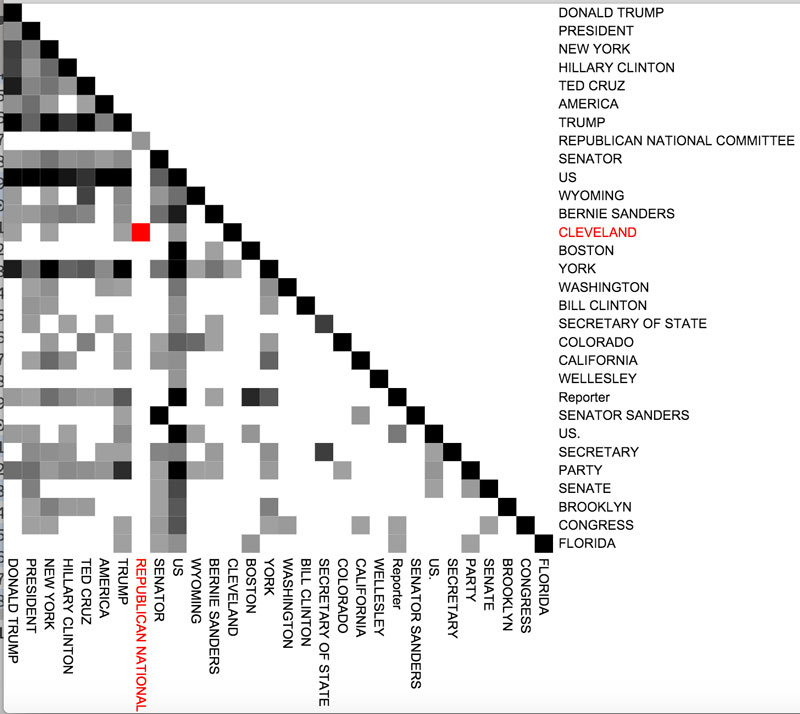 DONALD TRUMP
PRESIDENT
NEW YORK
HILLARY CLINTON
TED CRUZ
AMERICA
TRUMP
REPUBLICAN NATIONAL COMMITTEE
SENATOR
US
WYOMING
BERNIE SANDERS
CLEVELAND
BOSTON
YORK
WASHINGTON
BILL CLINTON
SECRETARY OF STATE
COLORADO
CALIFORNIA
WELLESLEY
Reporter
SENATOR SANDERS
US.
SECRETARY
PARTY
SENATE
BROOKLYN
CONGRESS
FLORIDA
DONALD TRUMP
PRESIDENT
NEW YORK
HILLARY CLINTON
TED CRUZ
AMERICA
TRUMP
REPUBLICAN NATIONAL
SENATOR
US
WYOMING
BERNIE SANDERS
CLEVELAND
BOSTON
YORK
WASHINGTON
BILL CLINTON
SECRETARY OF STATE
COLORADO
CALIFORNIA
WELLESLEY
Reporter
SENATOR SANDERS
US.
SECRETARY
PARTY
SENATE
BROOKLYN
CONGRESS
FLORIDA